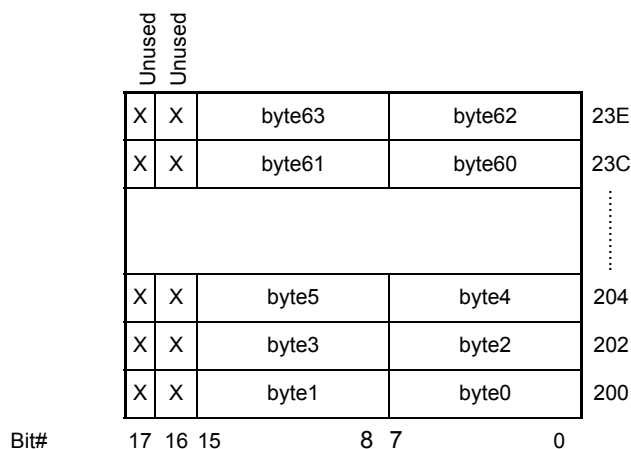 Unused Unused
X X byte63 byte62 23E
X X byte61 byte60 23C
X X byte5 byte4 204
X X byte3 byte2 202
X X byte1 byte0 200
Bit# 17 16 15 8 7 0